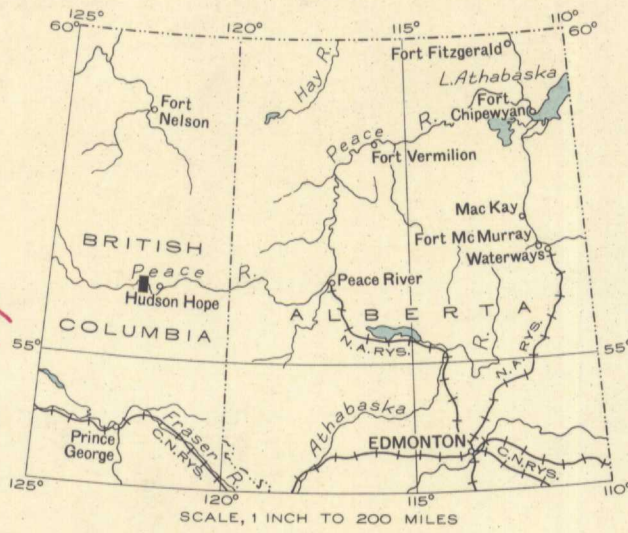 125°
120°
115°
110°
60°
60°
Fort Fitzgerald
Hay R.
L. Athabaska
Fort
Chipewyan
Fort
Nelson
Peace R.
Fort Vermilion
Mac Kay
Fort McMurray
Waterways
BRITISH
Peace R.
Hudson Hope
Peace River
ALBERTA
COLUMBIA
R.
N.A. RYS.
N.A. RYS.
55°
55°
Athabaska
Fraser R.
C.N. RYS.
Prince
George
EDMONTON
C.N. RYS.
125°
120°
115°
110°
SCALE, 1 INCH TO 200 MILES